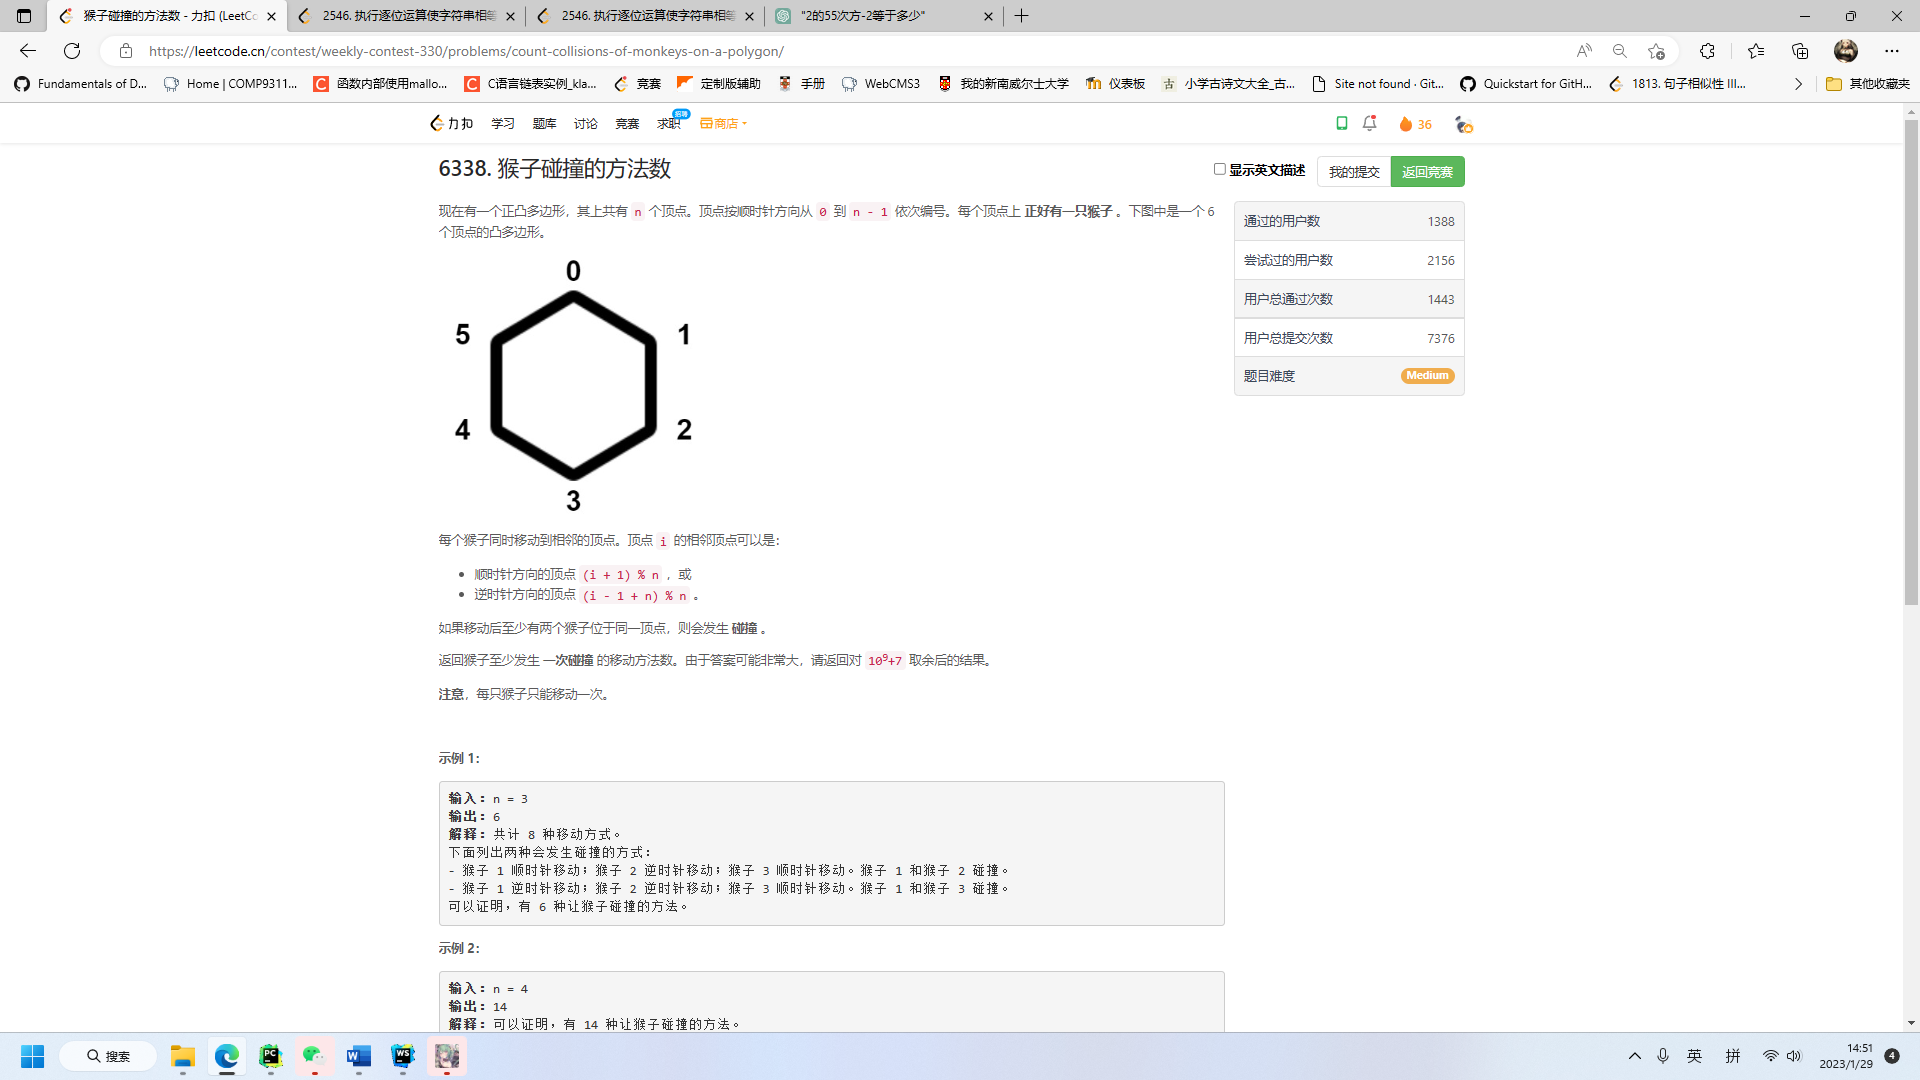 猴子碰撞的方法数 - 力扣 (LeetCo
2546. 执行逐位运算使字符串相等
2546. 执行逐位运算使字符串相等
"2的55次方-2等于多少"
https://leetcode.cn/contest/weekly-contest-330/problems/count-collisions-of-monkeys-on-a-polygon/
Fundamentals of D...
Home | COMP9311...
函数内部使用mallo...
C语言链表实例_kla...
竞赛
定制版辅助
手册
WebCMS3
我的新南威尔士大学
仪表板
小学古诗文大全_古...
Site not found · Git...
Quickstart for GitH...
1813. 句子相似性 III...
其他收藏夹
力扣
学习
题库
讨论
竞赛
求职
商店
36
6338. 猴子碰撞的方法数
显示英文描述
我的提交
返回竞赛
现在有一个正凸多边形，其上共有 n 个顶点。顶点按顺时针方向从 0 到 n - 1 依次编号。每个顶点上 正好有一只猴子 。下图中是一个 6
个顶点的凸多边形。
通过的用户数 1388
尝试过的用户数 2156
用户总通过次数 1443
用户总提交次数 7376
题目难度 Medium
0
5
1
4
2
3
每个猴子同时移动到相邻的顶点。顶点 i 的相邻顶点可以是：
顺时针方向的顶点 (i + 1) % n ，或
逆时针方向的顶点 (i - 1 + n) % n 。
如果移动后至少有两个猴子位于同一顶点，则会发生 碰撞 。
返回猴子至少发生 一次碰撞 的移动方法数。由于答案可能非常大，请返回对 10⁹+7 取余后的结果。
注意，每只猴子只能移动一次。
示例 1：
输入：n = 3
输出：6
解释：共计 8 种移动方式。
下面列出两种会发生碰撞的方式：
- 猴子 1 顺时针移动；猴子 2 逆时针移动；猴子 3 顺时针移动。猴子 1 和猴子 2 碰撞。
- 猴子 1 逆时针移动；猴子 2 逆时针移动；猴子 3 顺时针移动。猴子 1 和猴子 3 碰撞。
可以证明，有 6 种让猴子碰撞的方法。
示例 2：
输入：n = 4
输出：14
解释：可以证明，有 14 种让猴子碰撞的方法。
搜索
英
拼
14:51
2023/1/29
4